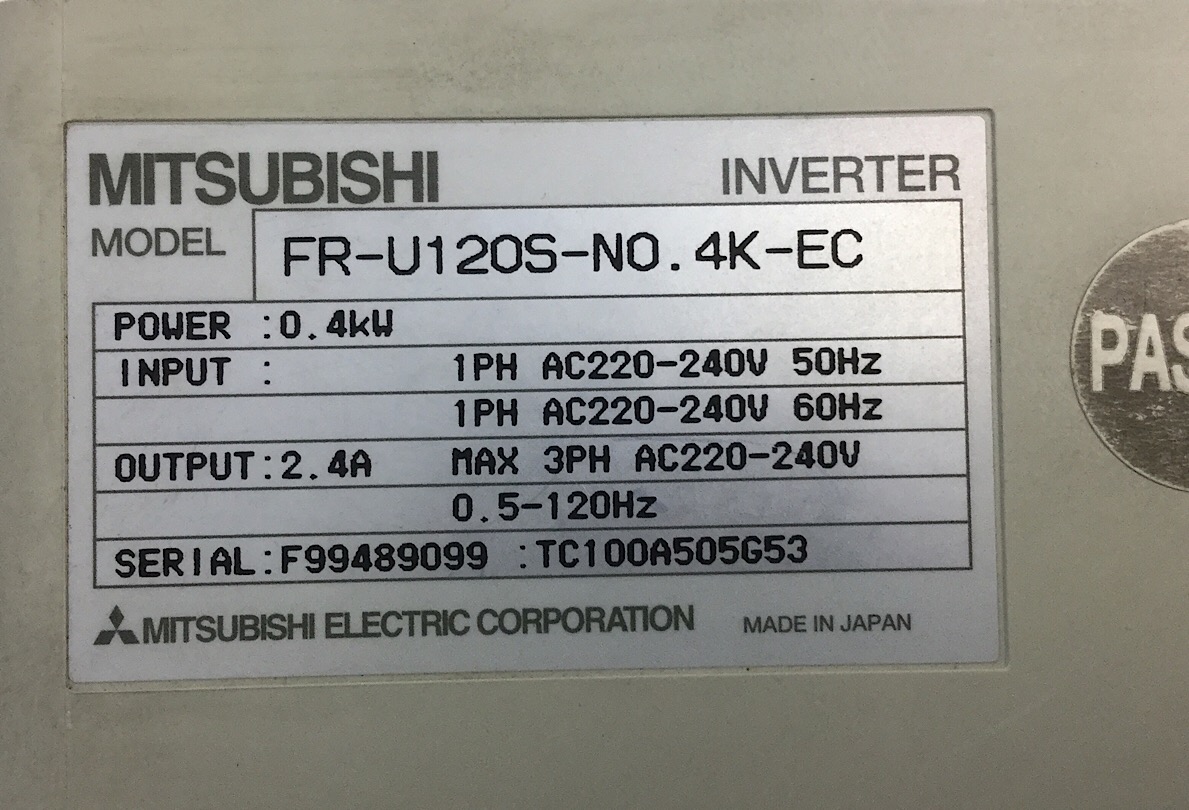 MITSUBISHI INVERTER
MODEL FR-U120S-N0.4K-EC
POWER :0.4kW
INPUT : 1PH AC220-240V 50Hz
1PH AC220-240V 60Hz
OUTPUT:2.4A MAX 3PH AC220-240V
0.5-120Hz
SERIAL:F99489099 :TC100A505G53
MITSUBISHI ELECTRIC CORPORATION MADE IN JAPAN
PAS